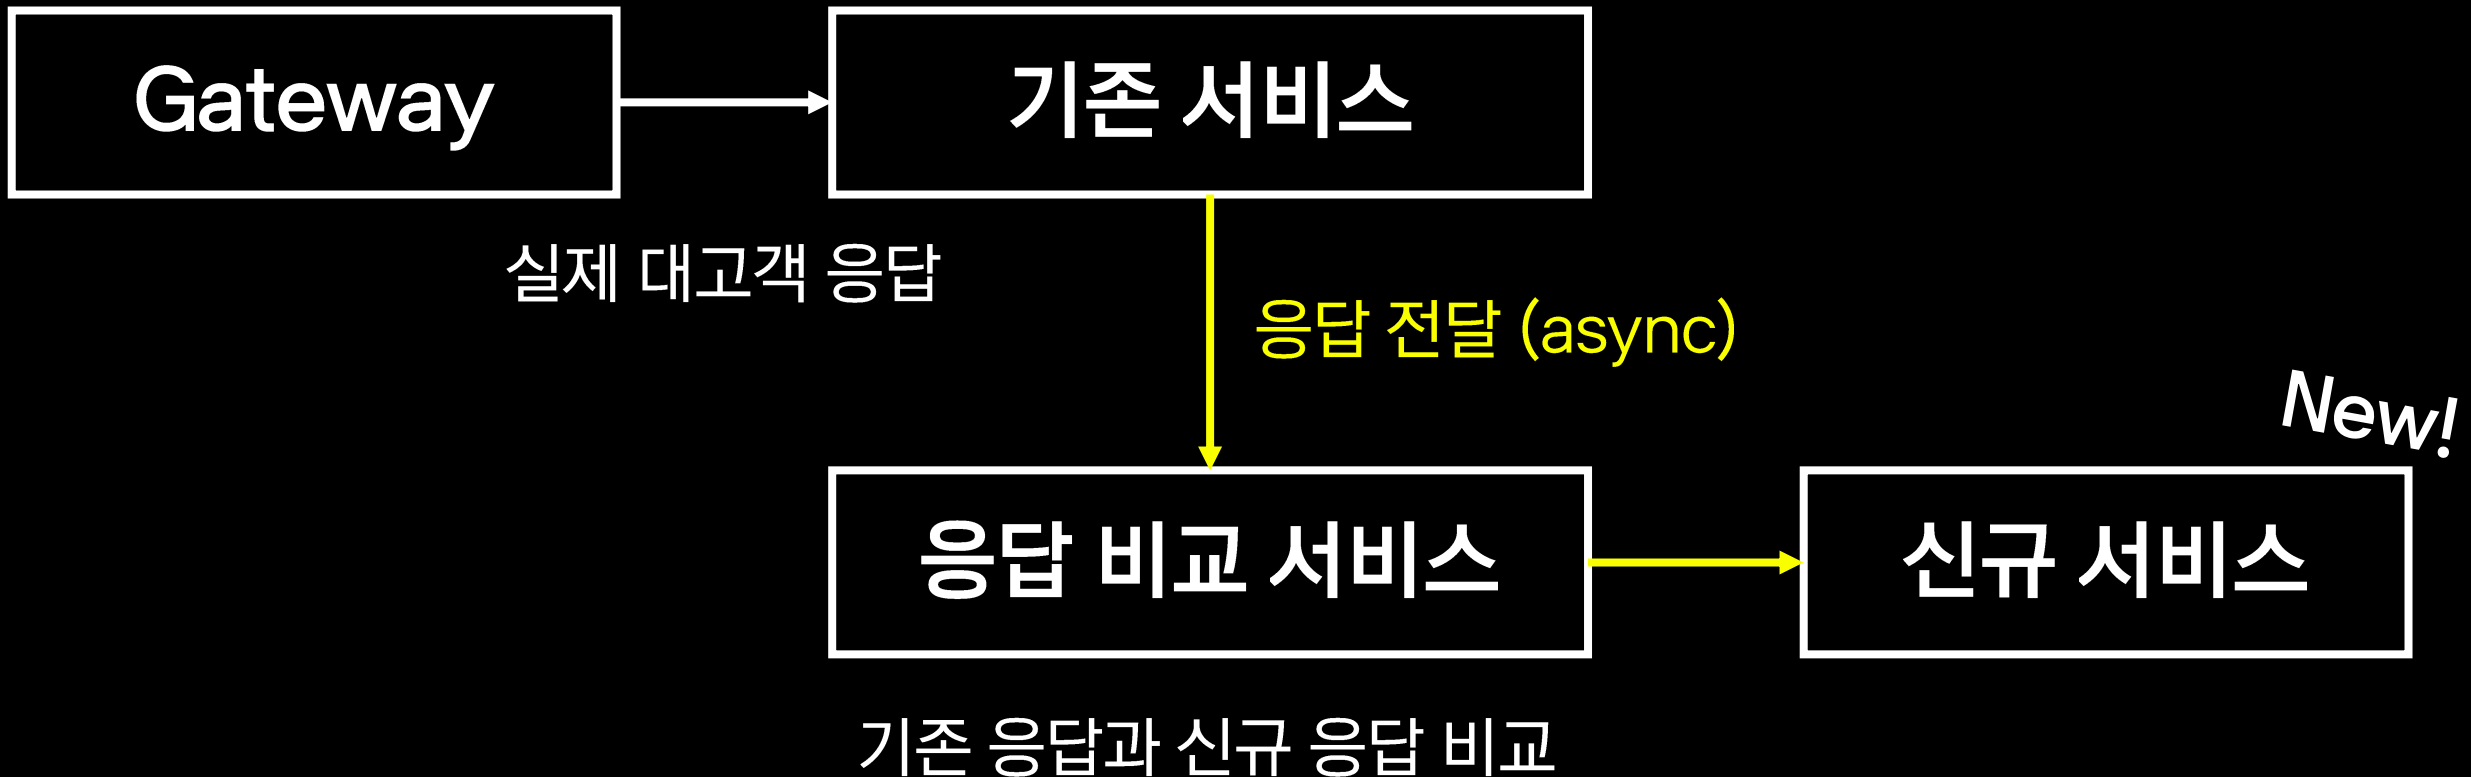 Gateway
기존 서비스
실제 대고객 응답
응답 전달 (async)
New!
응답 비교 서비스
신규 서비스
기존 응답과 신규 응답 비교